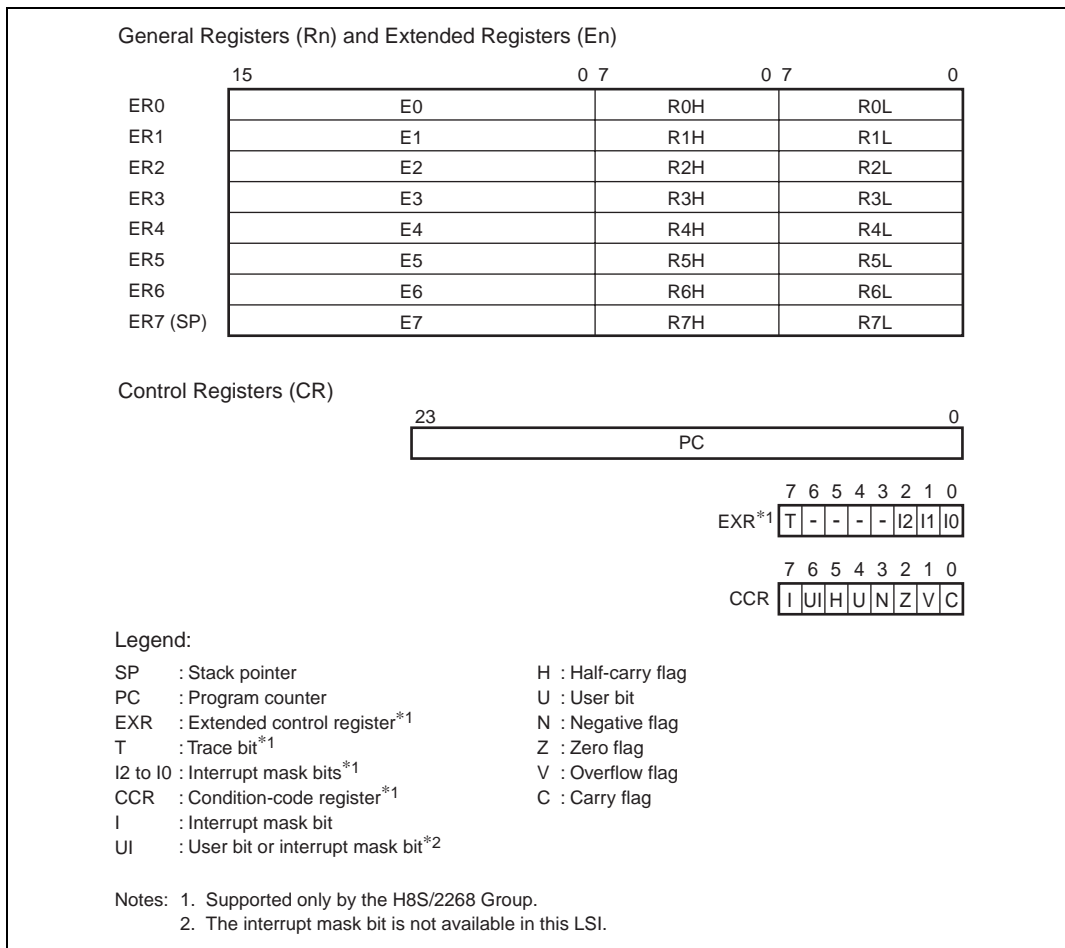 General Registers (Rn) and Extended Registers (En)
15 0 7 0 7 0
ER0 E0 R0H R0L
ER1 E1 R1H R1L
ER2 E2 R2H R2L
ER3 E3 R3H R3L
ER4 E4 R4H R4L
ER5 E5 R5H R5L
ER6 E6 R6H R6L
ER7 (SP) E7 R7H R7L
Control Registers (CR)
23 0
PC
7 6 5 4 3 2 1 0
EXR*1 T - - - - I2 I1 I0
7 6 5 4 3 2 1 0
CCR I UI H U N Z V C
Legend:
SP : Stack pointer
PC : Program counter
EXR : Extended control register*1
T : Trace bit*1
I2 to I0 : Interrupt mask bits*1
CCR : Condition-code register*1
I : Interrupt mask bit
UI : User bit or interrupt mask bit*2
H : Half-carry flag
U : User bit
N : Negative flag
Z : Zero flag
V : Overflow flag
C : Carry flag
Notes: 1. Supported only by the H8S/2268 Group.
2. The interrupt mask bit is not available in this LSI.